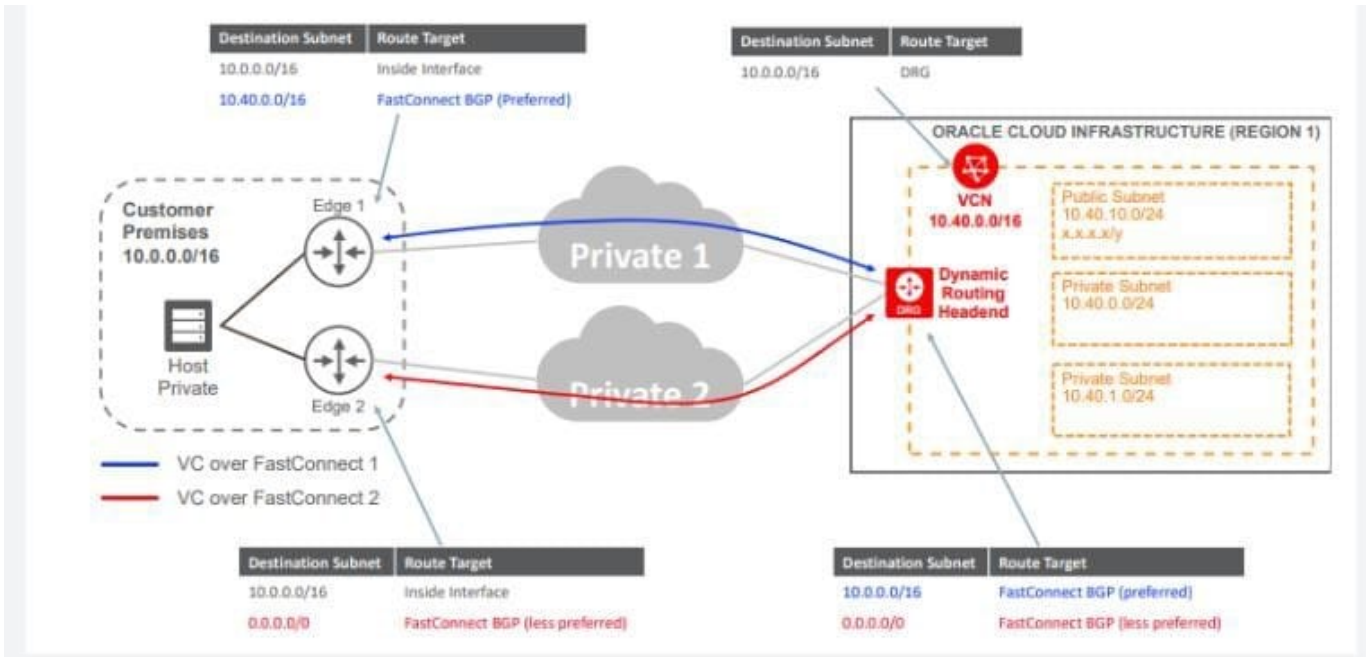 Destination Subnet Route Target
10.0.0.0/16 Inside Interface
10.40.0.0/16 FastConnect BGP (Preferred)
Destination Subnet Route Target
10.0.0.0/16 DRG
ORACLE CLOUD INFRASTRUCTURE (REGION 1)
Customer
Premises
10.0.0.0/16
Edge 1
Host
Private
Edge 2
Private 1
Private 2
VCN
10.40.0.0/16
DRG
Dynamic
Routing
Headend
Public Subnet
10.40.10.0/24
x.x.x.x/y
Private Subnet
10.40.0.0/24
Private Subnet
10.40.1.0/24
VC over FastConnect 1
VC over FastConnect 2
Destination Subnet Route Target
10.0.0.0/16 Inside Interface
0.0.0.0/0 FastConnect BGP (less preferred)
Destination Subnet Route Target
10.0.0.0/16 FastConnect BGP (preferred)
0.0.0.0/0 FastConnect BGP (less preferred)